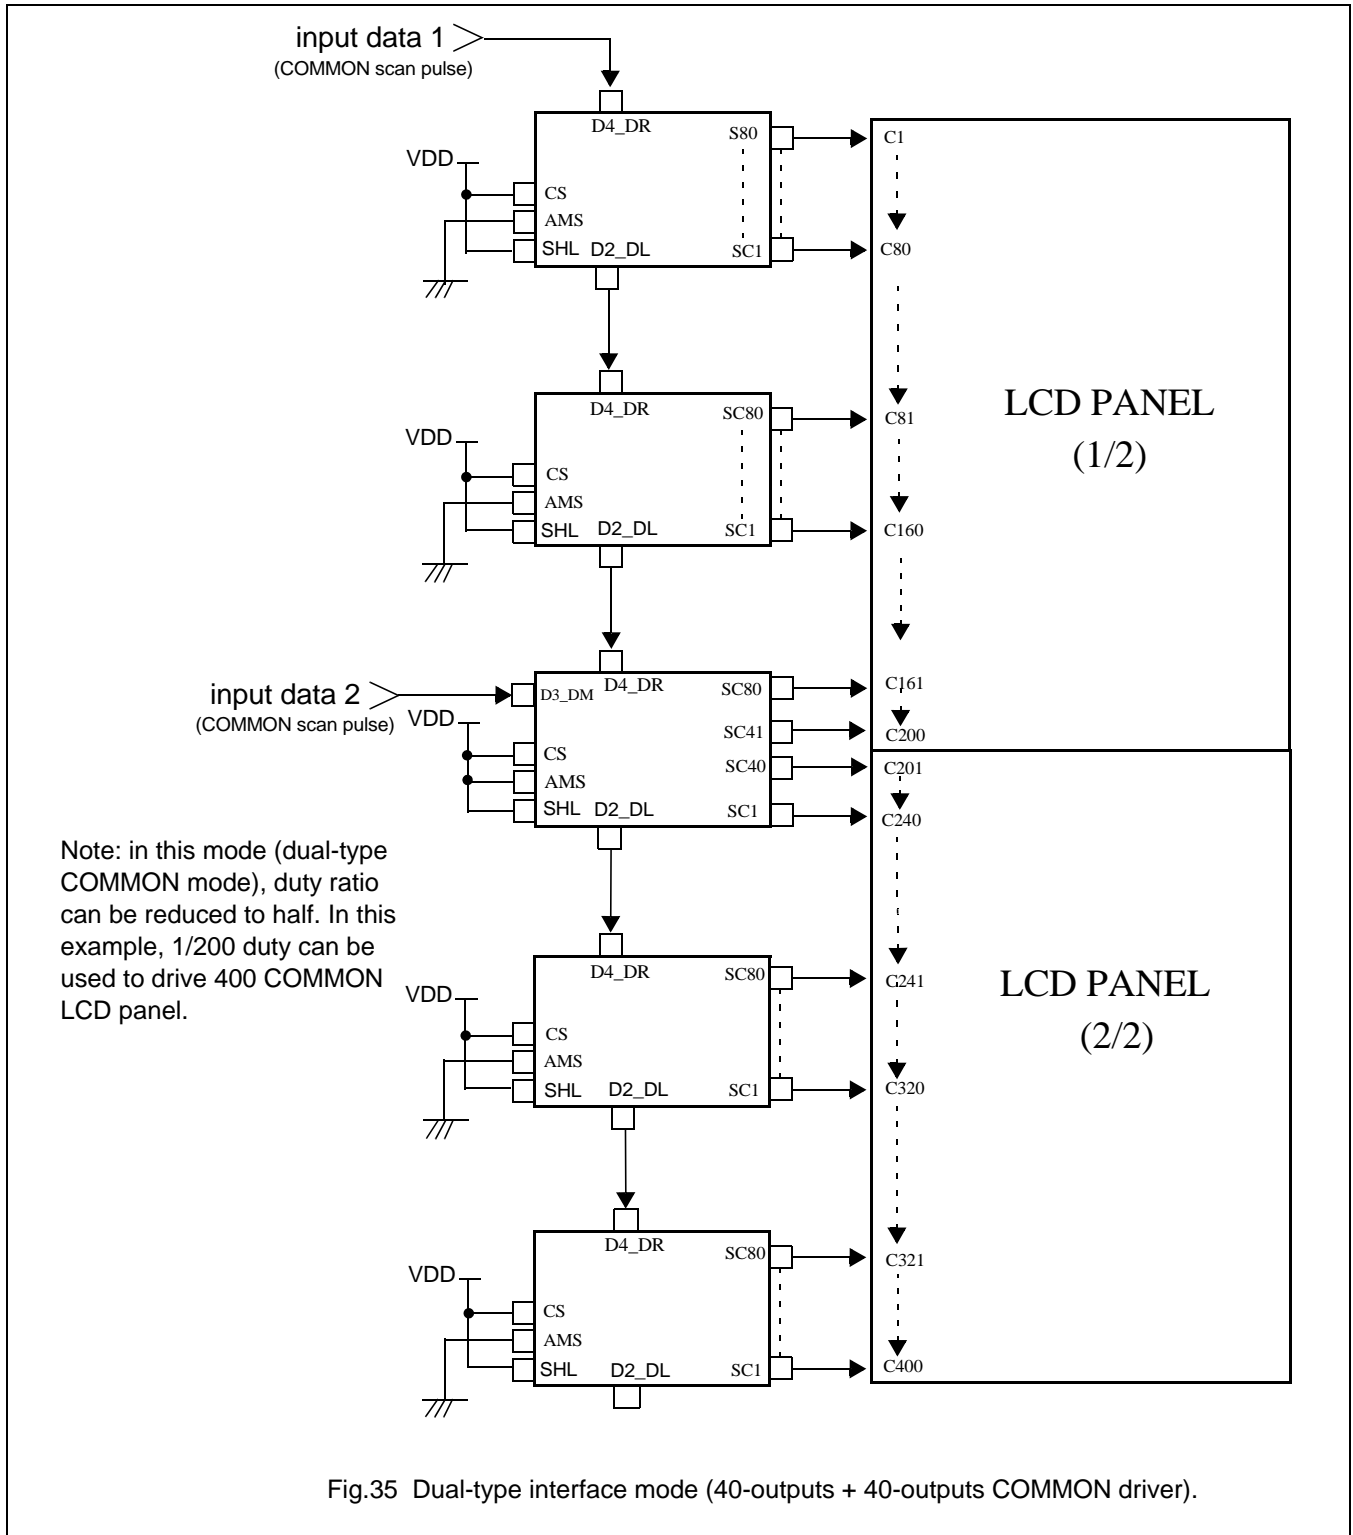 input data 1
(COMMON scan pulse)
D4_DR
S80
C1
VDD
CS
AMS
SHL
D2_DL
SC1
C80
D4_DR
SC80
C81
VDD
CS
AMS
SHL
D2_DL
SC1
C160
LCD PANEL
(1/2)
input data 2
(COMMON scan pulse)
D3_DM
D4_DR
SC80
C161
VDD
SC41
C200
CS
SC40
C201
AMS
SHL
D2_DL
SC1
C240
Note: in this mode (dual-type
COMMON mode), duty ratio
can be reduced to half. In this
example, 1/200 duty can be
used to drive 400 COMMON
LCD panel.
D4_DR
SC80
C241
VDD
CS
AMS
SHL
D2_DL
SC1
C320
LCD PANEL
(2/2)
D4_DR
SC80
C321
VDD
CS
AMS
SHL
D2_DL
SC1
C400
Fig.35 Dual-type interface mode (40-outputs + 40-outputs COMMON driver).